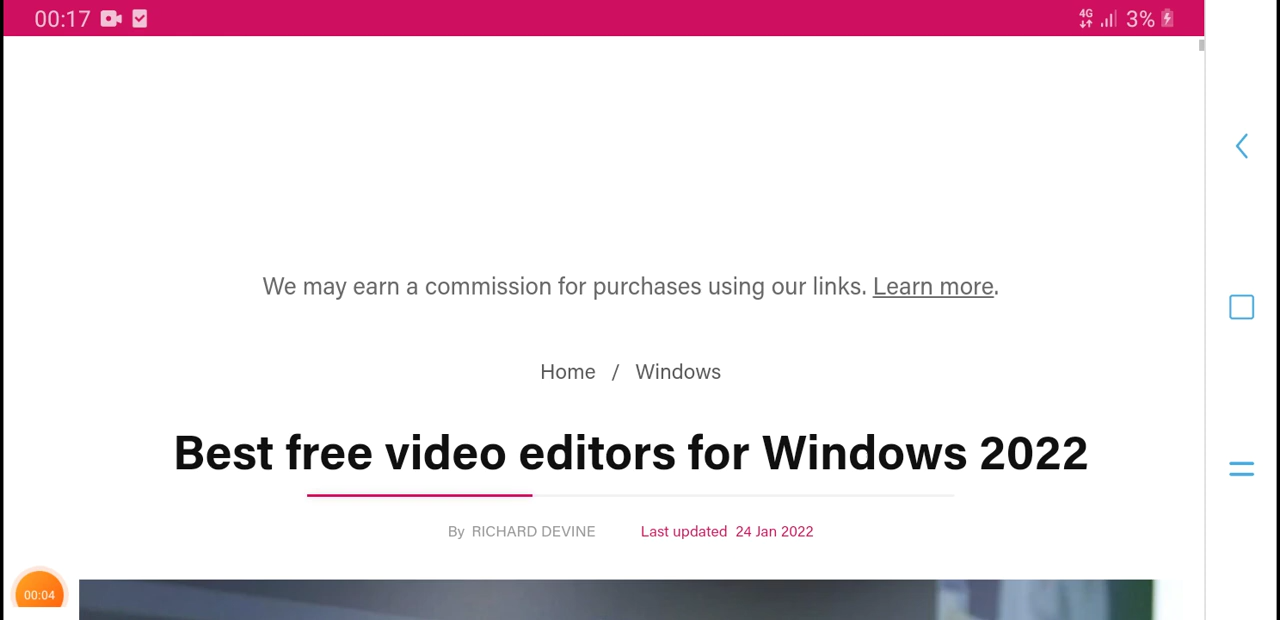 00:17 4G 3%
We may earn a commission for purchases using our links. Learn more.
Home / Windows
Best free video editors for Windows 2022
By RICHARD DEVINE Last updated 24 Jan 2022
00:04